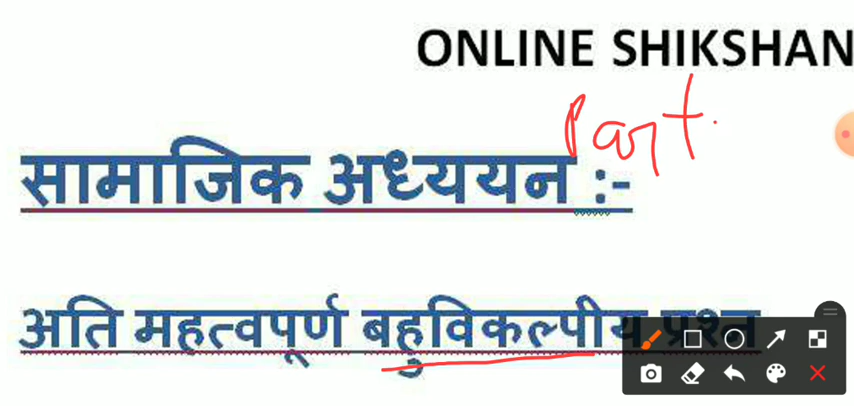 ONLINE SHIKSHAN
Part
सामाजिक अध्ययन :-
अति महत्वपूर्ण बहुविकल्पीय प्रश्न